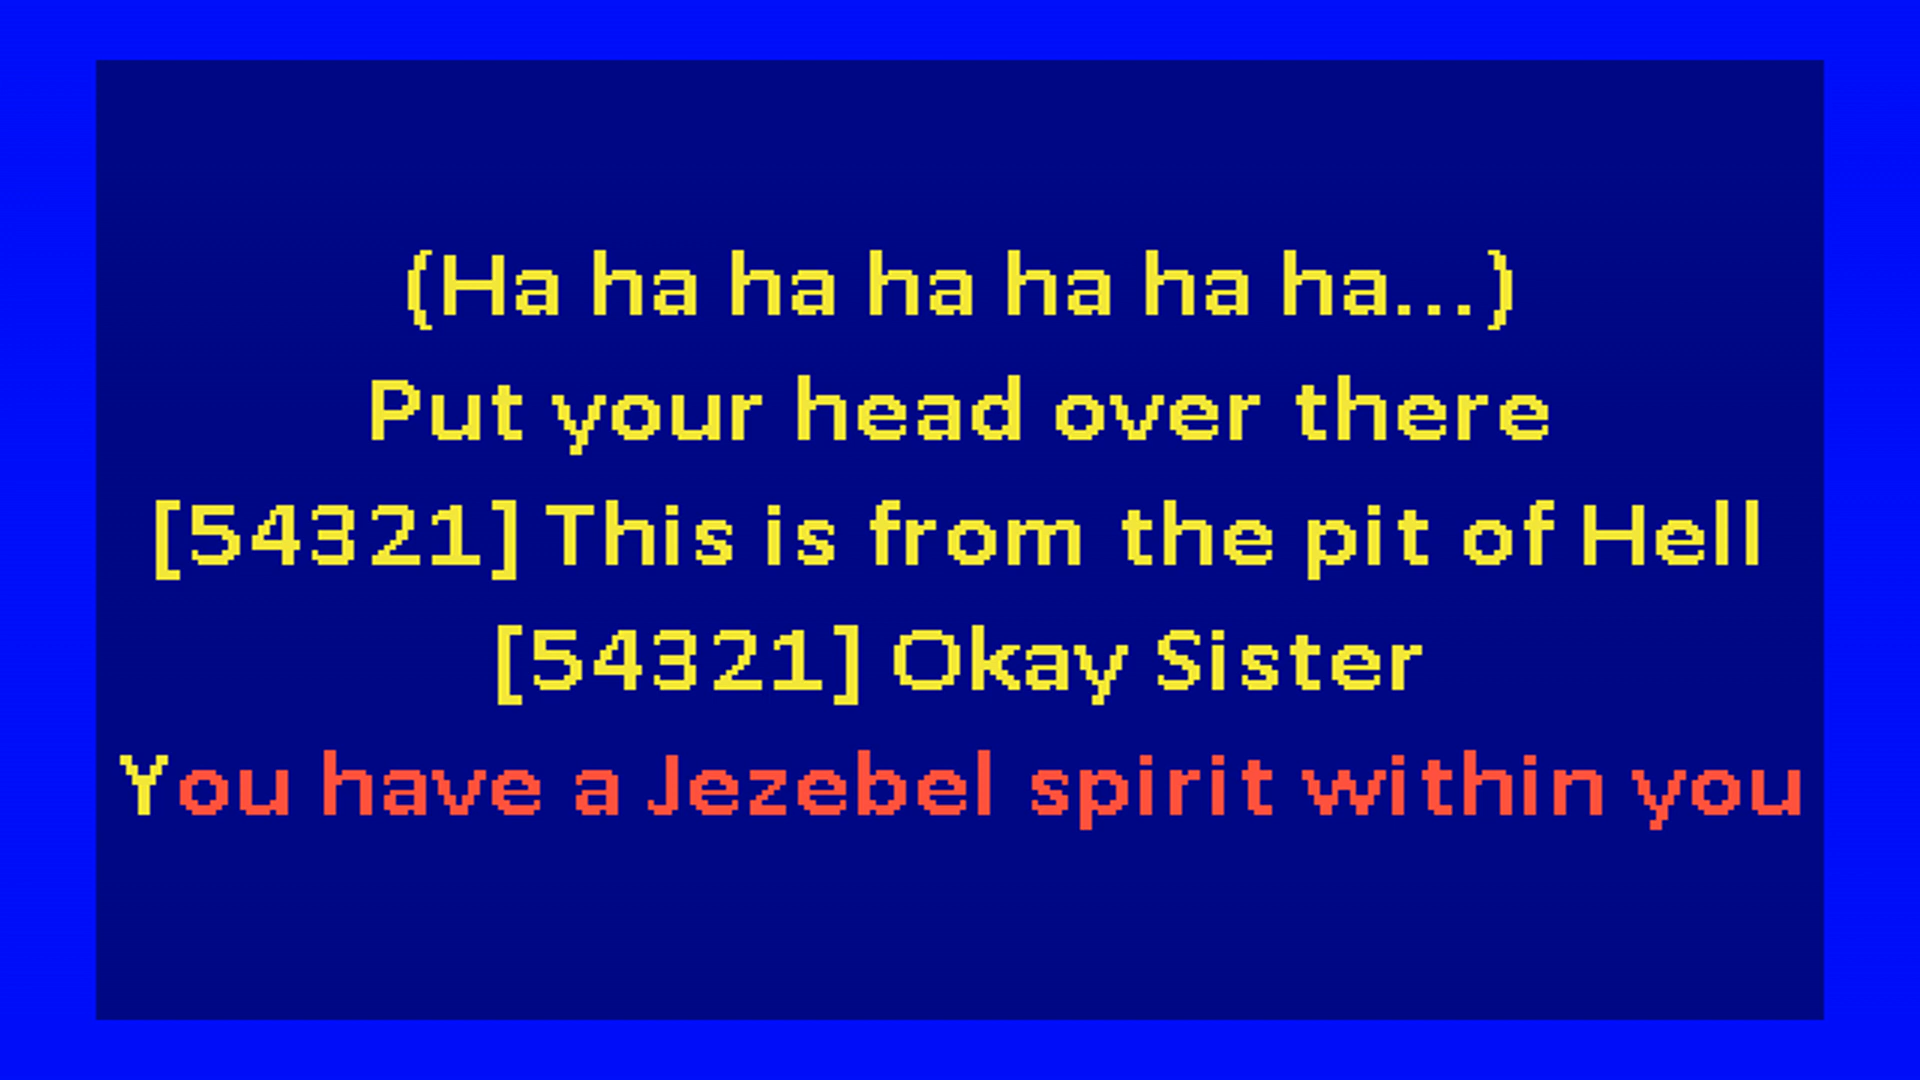 (Ha ha ha ha ha ha ha...)
Put your head over there
[54321] This is from the pit of Hell
[54321] Okay Sister
You have a Jezebel spirit within you